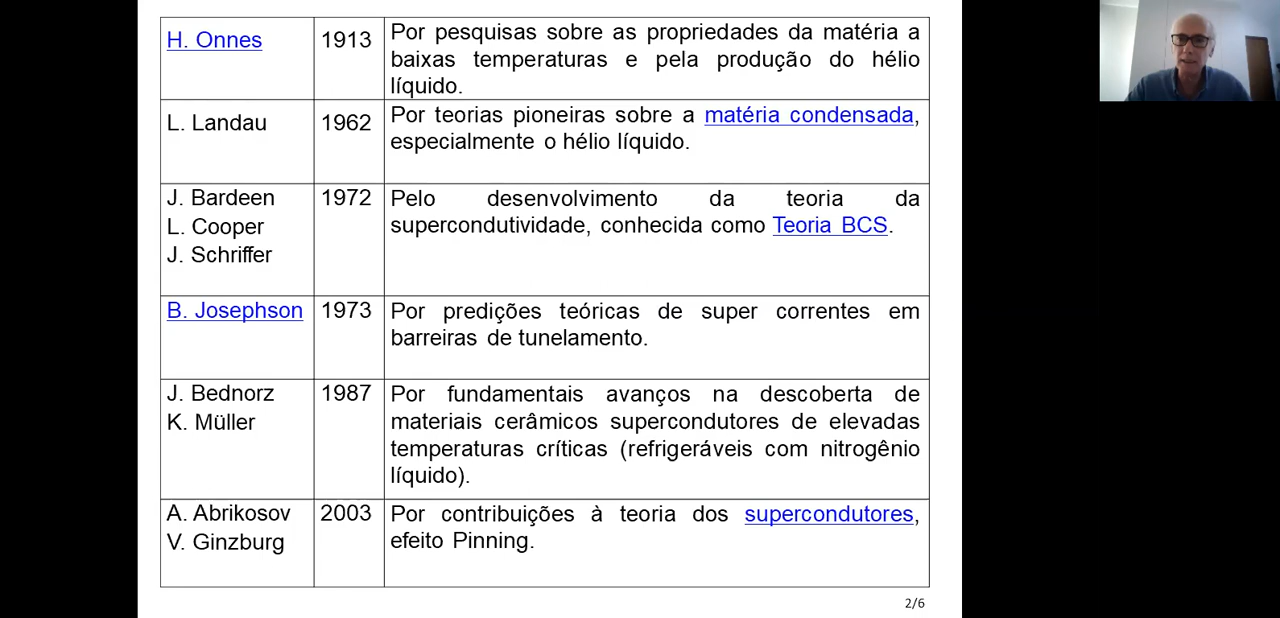 H. Onnes
1913
Por pesquisas sobre as propriedades da matéria a
baixas temperaturas e pela produção do hélio
líquido.
L. Landau
1962
Por teorias pioneiras sobre a matéria condensada,
especialmente o hélio líquido.
J. Bardeen
L. Cooper
J. Schriffer
1972
Pelo desenvolvimento da teoria da
supercondutividade, conhecida como Teoria BCS.
B. Josephson
1973
Por predições teóricas de super correntes em
barreiras de tunelamento.
J. Bednorz
K. Müller
1987
Por fundamentais avanços na descoberta de
materiais cerâmicos supercondutores de elevadas
temperaturas críticas (refrigeráveis com nitrogênio
líquido).
A. Abrikosov
V. Ginzburg
2003
Por contribuições à teoria dos supercondutores,
efeito Pinning.
2/6